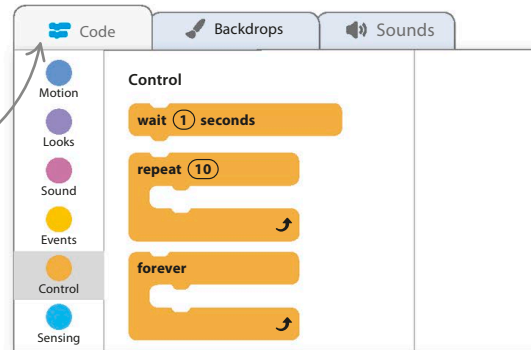 Code Backdrops Sounds
Motion
Looks
Sound
Events
Control
Sensing
Control
wait 1 seconds
repeat 10
forever